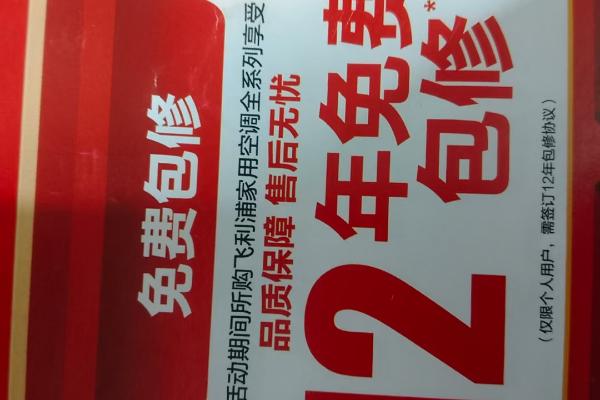 免费包修
活动期间所购飞利浦家用空调全系列享受
品质保障 售后无忧
12年免费
包修*
(仅限个人用户，需签订12年包修协议)